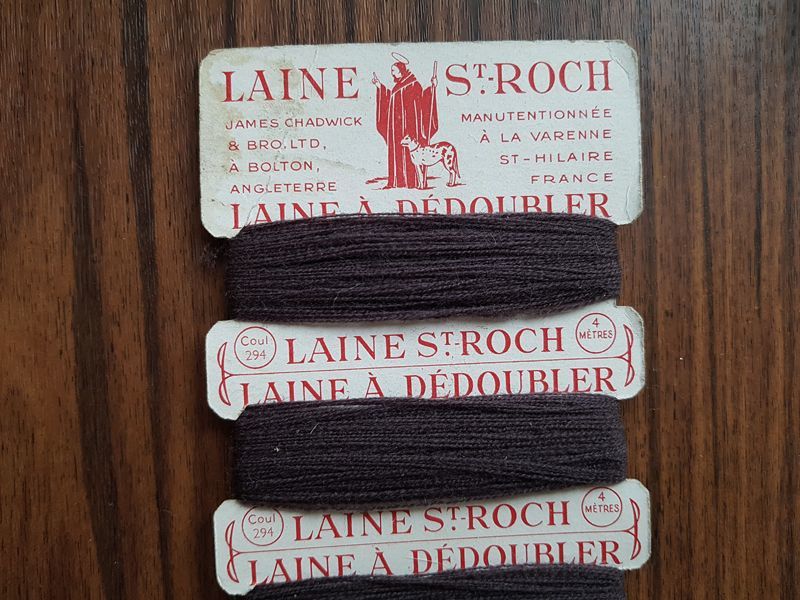 LAINE ST-ROCH
JAMES CHADWICK
& BRO. LTD,
À BOLTON,
ANGLETERRE
MANUTENTIONNÉE
À LA VARENNE
ST-HILAIRE
FRANCE
LAINE À DÉDOUBLER
Coul
294
LAINE ST-ROCH
4
MÈTRES
LAINE À DÉDOUBLER
Coul
294
LAINE ST-ROCH
4
MÈTRES
LAINE À DÉDOUBLER